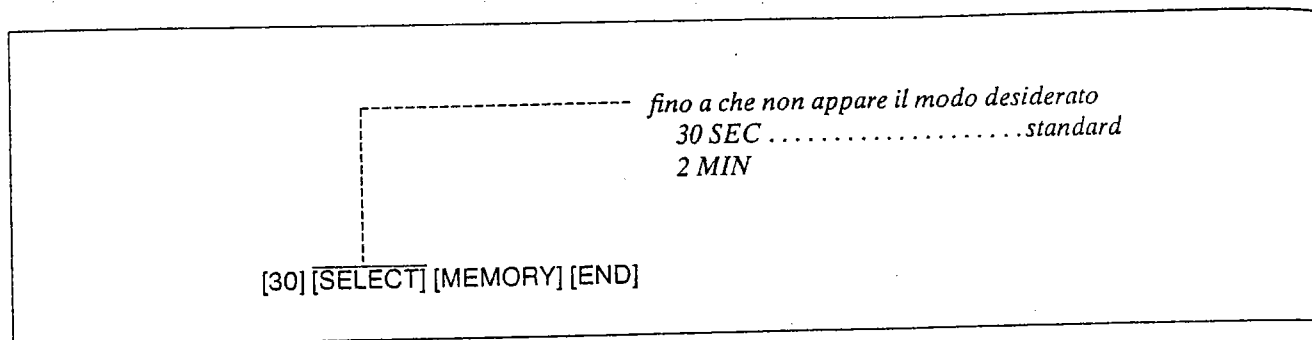 fino a che non appare il modo desiderato
30 SEC . . . . . . . . . . . . . . . . . . . . . standard
2 MIN
[30] [SELECT] [MEMORY] [END]